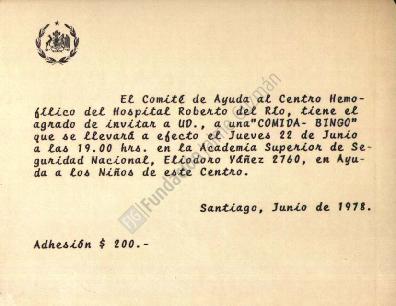 El Comité de Ayuda al Centro Hemo-
fílico del Hospital Roberto del Río, tiene el
agrado de invitar a UD., a una "COMIDA- BINGO"
que se llevará a efecto el Jueves 22 de Junio
a las 19.00 hrs. en la Academia Superior de Se-
guridad Nacional, Eliodoro Yáñez 2760, en Ayu-
da a los Niños de este Centro.
Santiago, Junio de 1978.
Adhesión $ 200.-